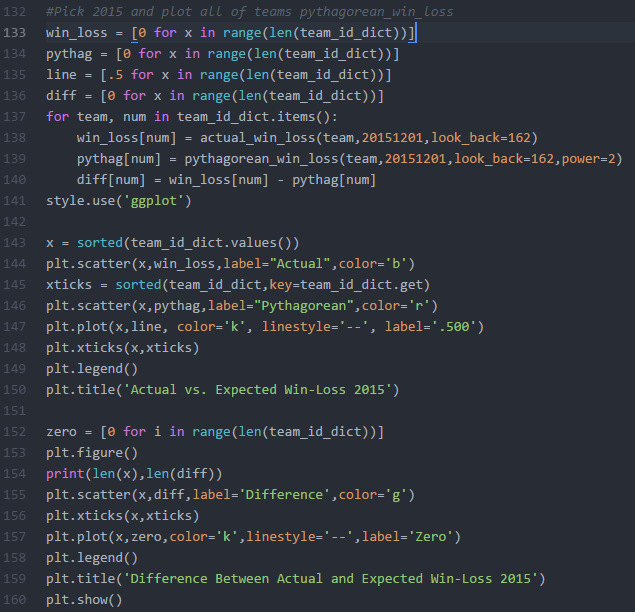 132 #Pick 2015 and plot all of teams pythagorean_win_loss
133 win_loss = [0 for x in range(len(team_id_dict))]
134 pythag = [0 for x in range(len(team_id_dict))]
135 line = [.5 for x in range(len(team_id_dict))]
136 diff = [0 for x in range(len(team_id_dict))]
137 for team, num in team_id_dict.items():
138     win_loss[num] = actual_win_loss(team,20151201,look_back=162)
139     pythag[num] = pythagorean_win_loss(team,20151201,look_back=162,power=2)
140     diff[num] = win_loss[num] - pythag[num]
141 style.use('ggplot')
142
143 x = sorted(team_id_dict.values())
144 plt.scatter(x,win_loss,label="Actual",color='b')
145 xticks = sorted(team_id_dict,key=team_id_dict.get)
146 plt.scatter(x,pythag,label="Pythagorean",color='r')
147 plt.plot(x,line, color='k', linestyle='--', label='.500')
148 plt.xticks(x,xticks)
149 plt.legend()
150 plt.title('Actual vs. Expected Win-Loss 2015')
151
152 zero = [0 for i in range(len(team_id_dict))]
153 plt.figure()
154 print(len(x),len(diff))
155 plt.scatter(x,diff,label='Difference',color='g')
156 plt.xticks(x,xticks)
157 plt.plot(x,zero,color='k',linestyle='--',label='Zero')
158 plt.legend()
159 plt.title('Difference Between Actual and Expected Win-Loss 2015')
160 plt.show()